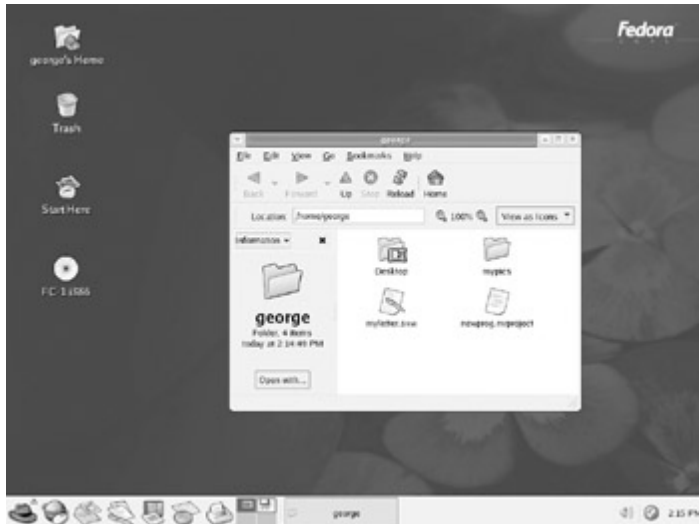 fedora
george's Home
Trash
Start Here
FC-1 i386
george
File Edit View Go Bookmarks Help
Back Forward Up Stop Reload Home
Location: /home/george 100% View as Icons
Information
Desktop
mypics
myletter.sxw
newprog.mrproject
george
Folder, 4 items
today at 2:14:49 PM
Open with...
george
2:15 PM